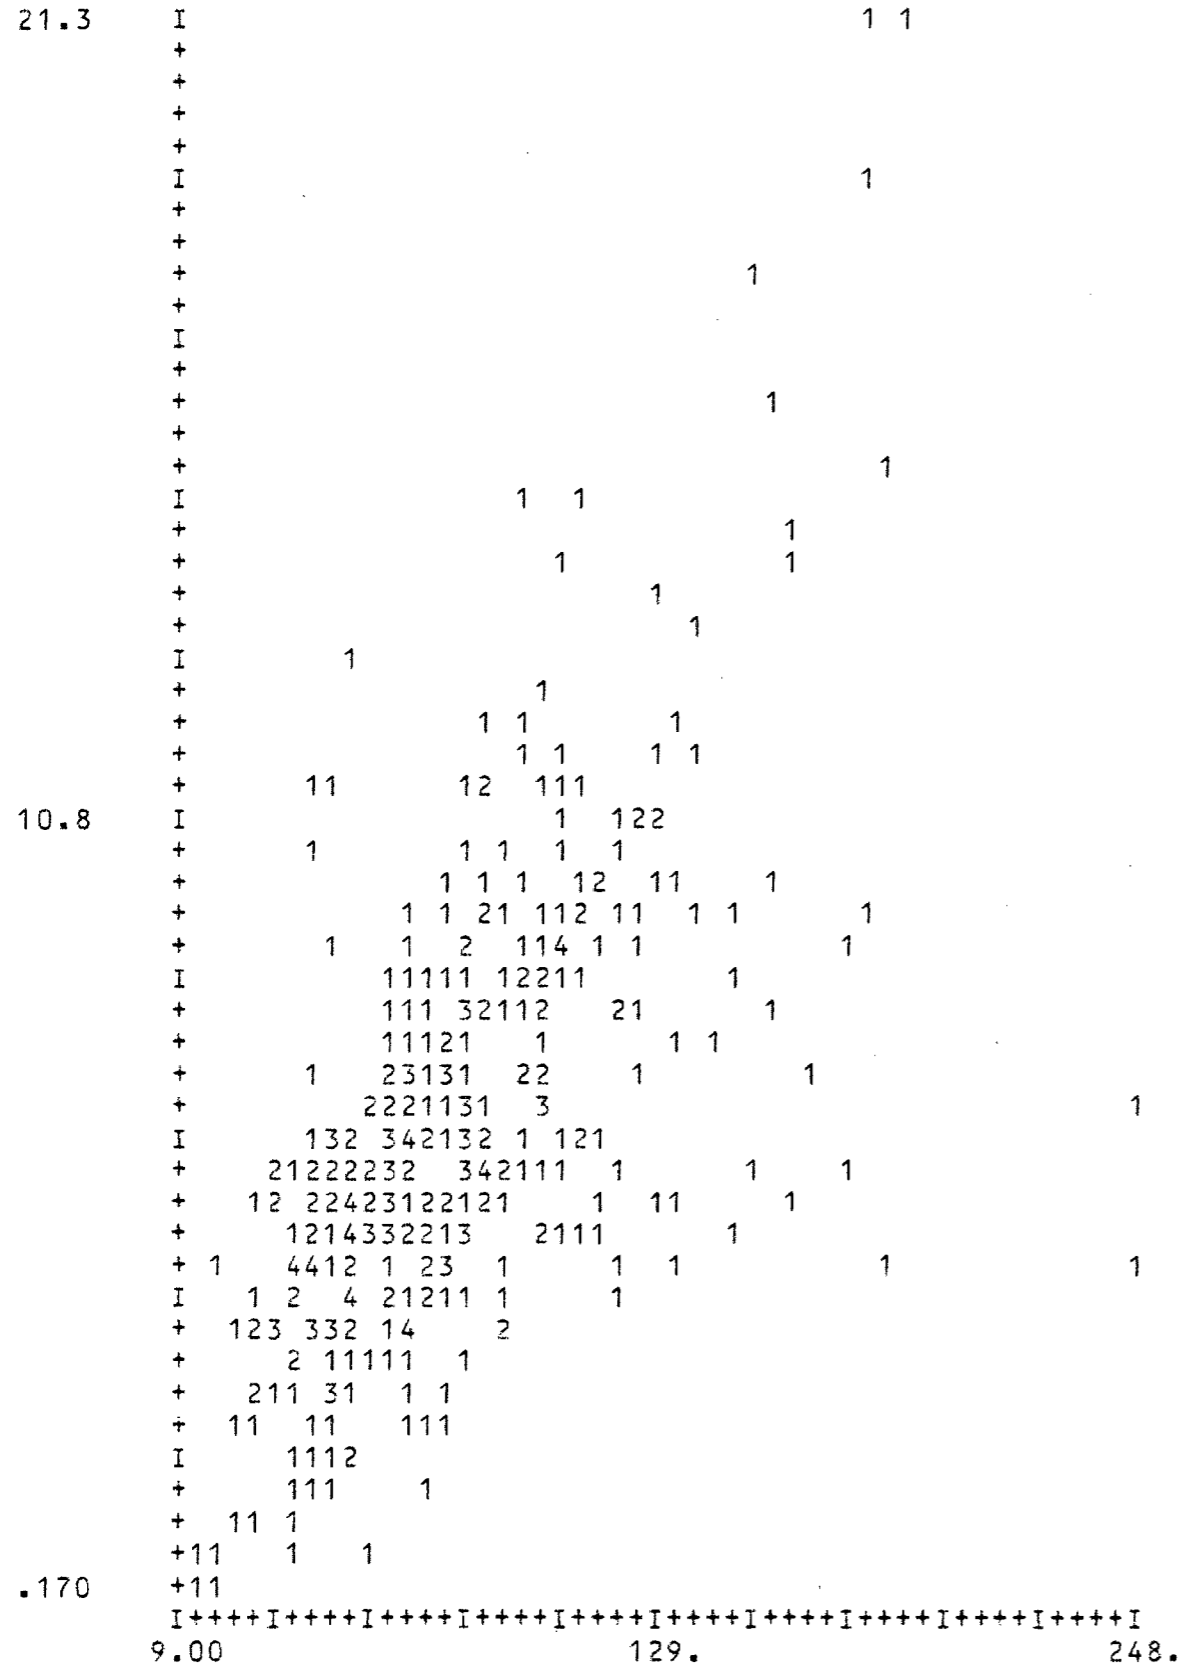 21.3 I 1 1
+
+
+
+
I 1
+
+
+ 1
+
I
+
+ 1
+
+ 1
I 1 1
+ 1
+ 1 1
+ 1
+ 1
I 1
+ 1
+ 1 1 1
+ 1 1 1 1
+ 11 12 111
10.8 I 1 122
+ 1 1 1 1 1
+ 1 1 1 12 11 1
+ 1 1 21 112 11 1 1 1
+ 1 1 2 114 1 1 1
I 11111 12211 1
+ 111 32112 21 1
+ 11121 1 1 1
+ 1 23131 22 1 1
+ 2221131 3 1
I 132 342132 1 121
+ 21222232 342111 1 1 1
+ 12 22423122121 1 11 1
+ 1214332213 2111 1
+ 1 4412 1 23 1 1 1 1 1
I 1 2 4 21211 1 1
+ 123 332 14 2
+ 2 11111 1
+ 211 31 1 1
+ 11 11 111
I 1112
+ 111 1
+ 11 1
+11 1 1
.170 +11
I++++I++++I++++I++++I++++I++++I++++I++++I++++I++++I
9.00 129. 248.